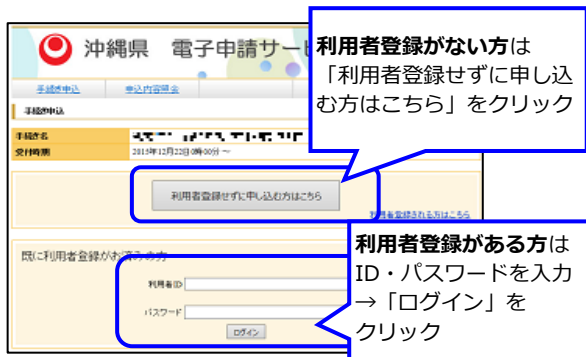 沖縄県 電子申請サー
利用者登録がない方は
「利用者登録せずに申し込
む方はこちら」をクリック
手続き申込
申込内容照会
手続き申込
手続き名
受付時期
2015年12月22日0時00分 ～
利用者登録せずに申し込む方はこちら
利用者登録される方はこちら
既に利用者登録がお済みの方
利用者登録がある方は
ID・パスワードを入力
→「ログイン」を
クリック
利用者ID
パスワード
ログイン